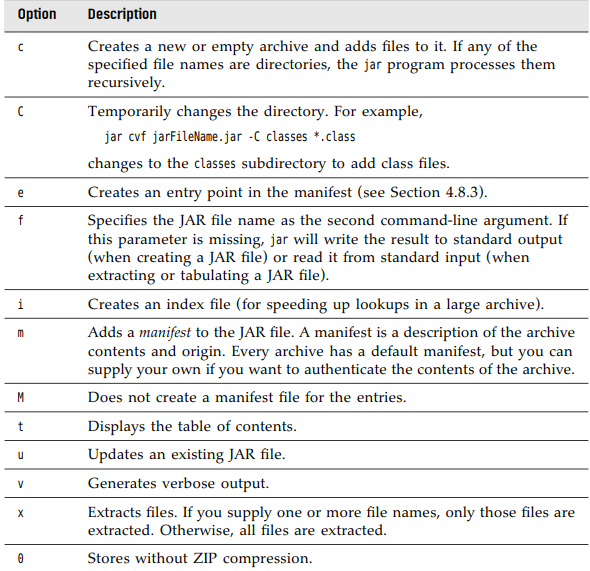 Option Description
c Creates a new or empty archive and adds files to it. If any of the
specified file names are directories, the jar program processes them
recursively.
C Temporarily changes the directory. For example,
jar cvf jarFileName.jar -C classes *.class
changes to the classes subdirectory to add class files.
e Creates an entry point in the manifest (see Section 4.8.3).
f Specifies the JAR file name as the second command-line argument. If
this parameter is missing, jar will write the result to standard output
(when creating a JAR file) or read it from standard input (when
extracting or tabulating a JAR file).
i Creates an index file (for speeding up lookups in a large archive).
m Adds a manifest to the JAR file. A manifest is a description of the archive
contents and origin. Every archive has a default manifest, but you can
supply your own if you want to authenticate the contents of the archive.
M Does not create a manifest file for the entries.
t Displays the table of contents.
u Updates an existing JAR file.
v Generates verbose output.
x Extracts files. If you supply one or more file names, only those files are
extracted. Otherwise, all files are extracted.
0 Stores without ZIP compression.